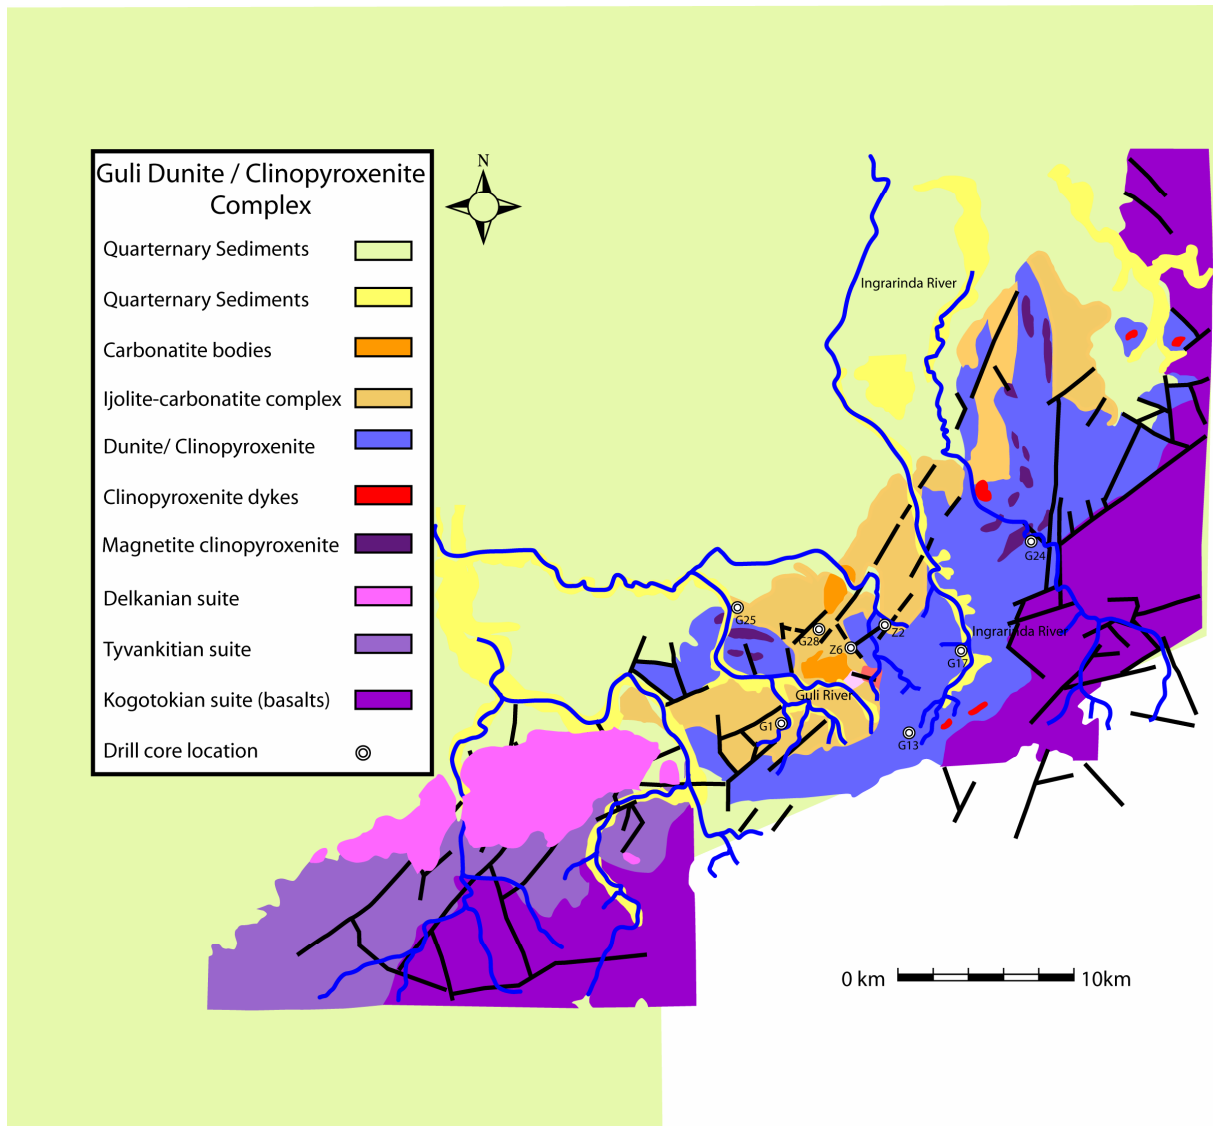 Guli Dunite / Clinopyroxenite
Complex
Quarternary Sediments
Quarternary Sediments
Carbonatite bodies
Ijolite-carbonatite complex
Dunite/ Clinopyroxenite
Clinopyroxenite dykes
Magnetite clinopyroxenite
Delkanian suite
Tyvankitian suite
Kogotokian suite (basalts)
Drill core location
N
Ingrarinda River
G24
G25
G28
Z2
Z6
Ingrarinda River
G17
Guli River
G1
G13
0 km
10km